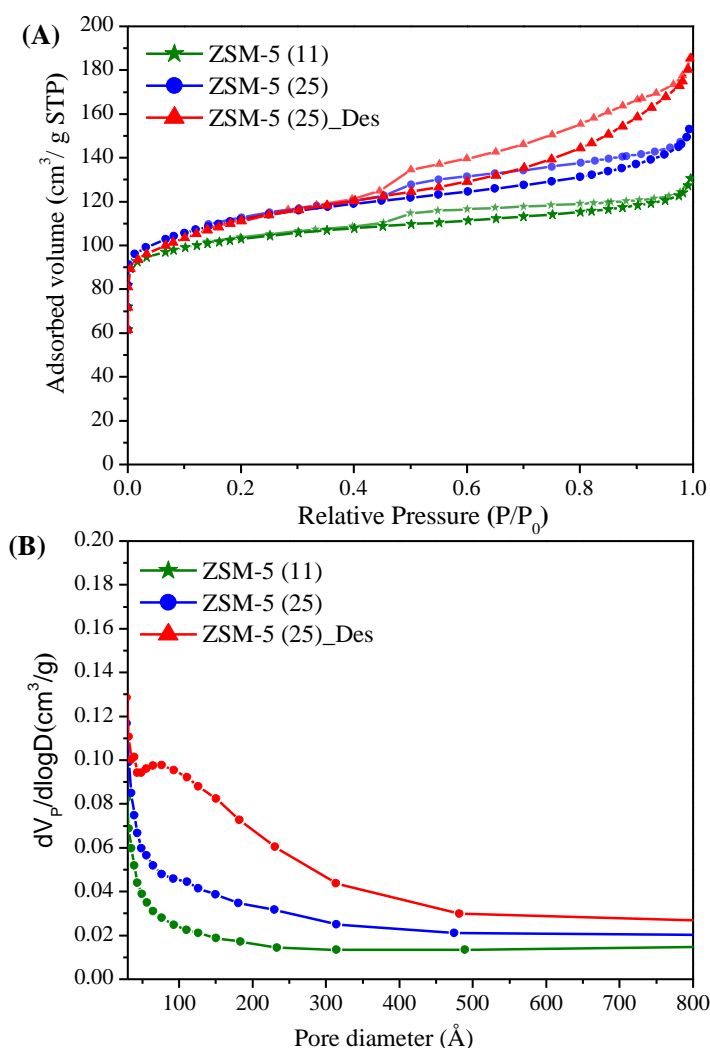 (A)
ZSM-5 (11)
ZSM-5 (25)
ZSM-5 (25)_Des
Adsorbed volume (cm³/ g STP)
200
180
160
140
120
100
80
60
40
20
0
0.0 0.2 0.4 0.6 0.8 1.0
Relative Pressure (P/P₀)
(B)
ZSM-5 (11)
ZSM-5 (25)
ZSM-5 (25)_Des
dVₚ/dlogD(cm³/g)
0.20
0.18
0.16
0.14
0.12
0.10
0.08
0.06
0.04
0.02
0.00
100 200 300 400 500 600 700 800
Pore diameter (Å)